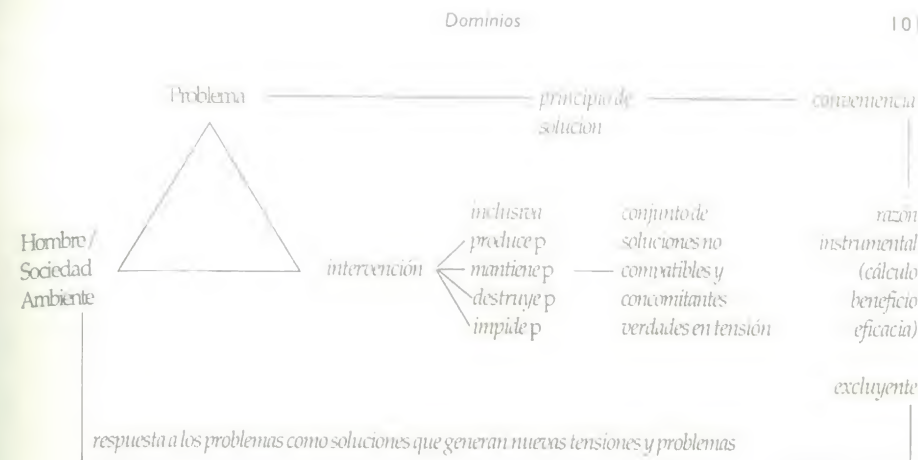 Dominios 101
Problema principio de conveniencia
solución
inclusiva conjunto de razón
Hombre/ produce p soluciones no instrumental
Sociedad intervención mantiene p compatibles y (cálculo
Ambiente destruye p concomitantes beneficio
impide p verdades en tensión eficacia)
excluyente
respuesta a los problemas como soluciones que generan nuevas tensiones y problemas